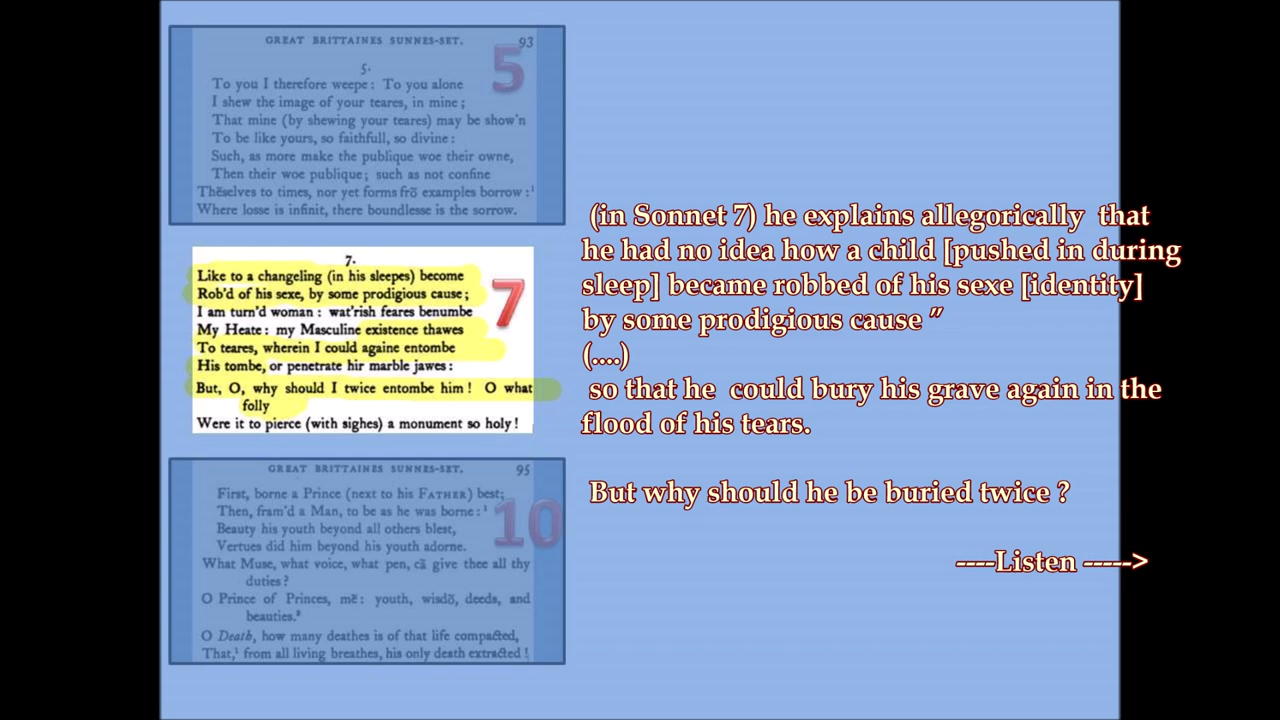 GREAT BRITTAINES SUNNES-SET. 93
5.
5
To you I therefore weepe: To you alone
I shew the image of your teares, in mine;
That mine (by shewing your teares) may be show'n
To be like yours, so faithfull, so divine:
Such, as more make the publique woe their owne,
Then their woe publique; such as not confine
Thēselves to times, nor yet forms frō examples borrow:¹
Where losse is infinit, there boundlesse is the sorrow.
7.
7
Like to a changeling (in his sleepes) become
Rob'd of his sexe, by some prodigious cause;
I am turn'd woman: wat'rish feares benumbe
My Heate: my Masculine existence thawes
To teares, wherein I could againe entombe
His tombe, or penetrate hir marble jawes:
But, O, why should I twice entombe him! O what
folly
Were it to pierce (with sighes) a monument so holy!
GREAT BRITTAINES SUNNES-SET. 95
10
First, borne a Prince (next to his FATHER) best;
Then, fram'd a Man, to be as he was borne:¹
Beauty his youth beyond all others blest,
Vertues did him beyond his youth adorne.
What Muse, what voice, what pen, cā give thee all thy
duties?
O Prince of Princes, mē: youth, wisdō, deeds, and
beauties.²
O Death, how many deathes is of that life compacted,
That,¹ from all living breathes, his only death extracted!
(in Sonnet 7) he explains allegorically that
he had no idea how a child [pushed in during
sleep] became robbed of his sexe [identity]
by some prodigious cause ”
(....)
so that he could bury his grave again in the
flood of his tears.
But why should he be buried twice ?
----Listen ----->